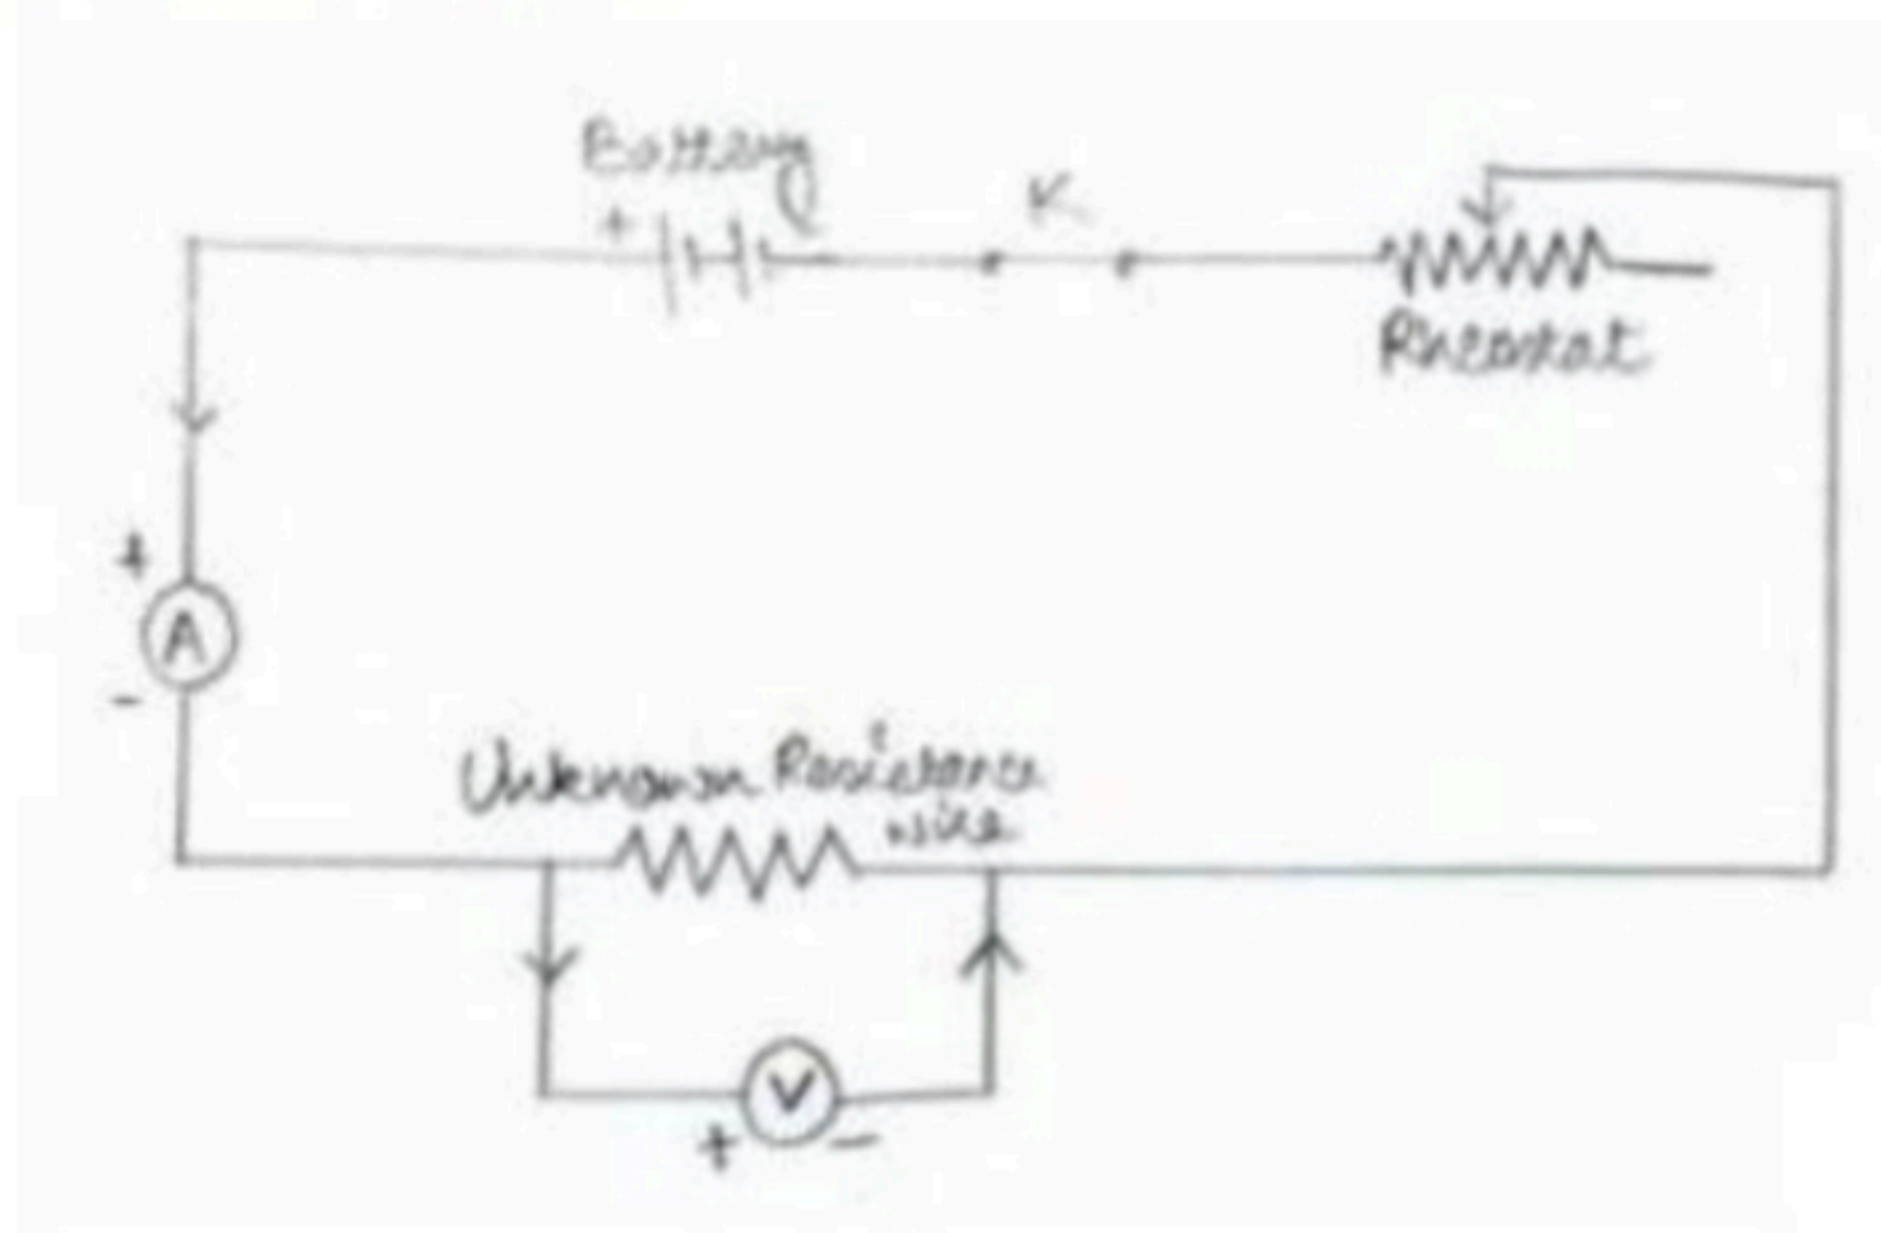 Battery
+
K
Rheostat
+
A
-
Unknown Resistance
wire
V
+ -